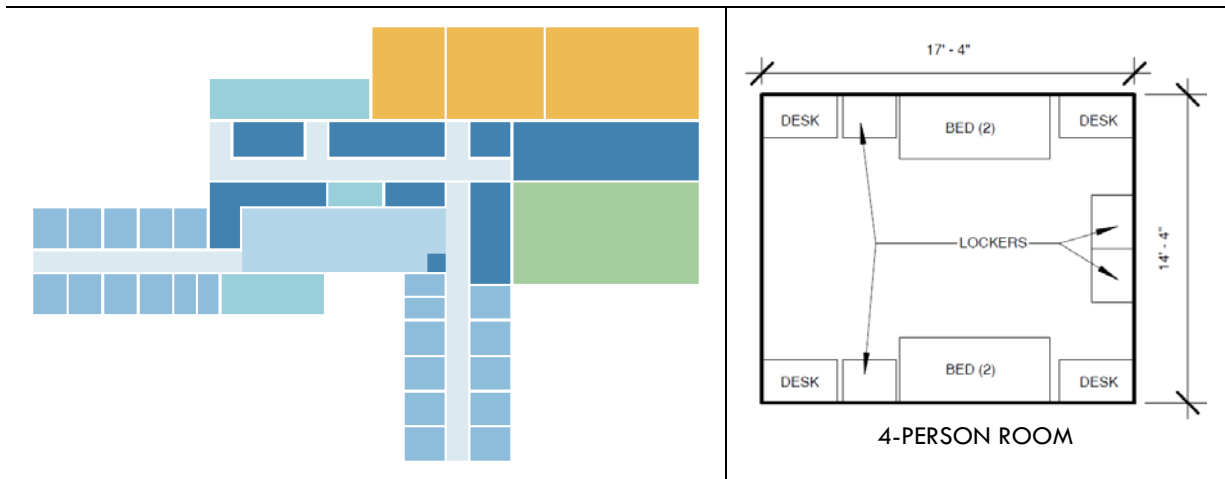 17' - 4"
DESK
BED (2)
DESK
LOCKERS
14' - 4"
DESK
BED (2)
DESK
4-PERSON ROOM